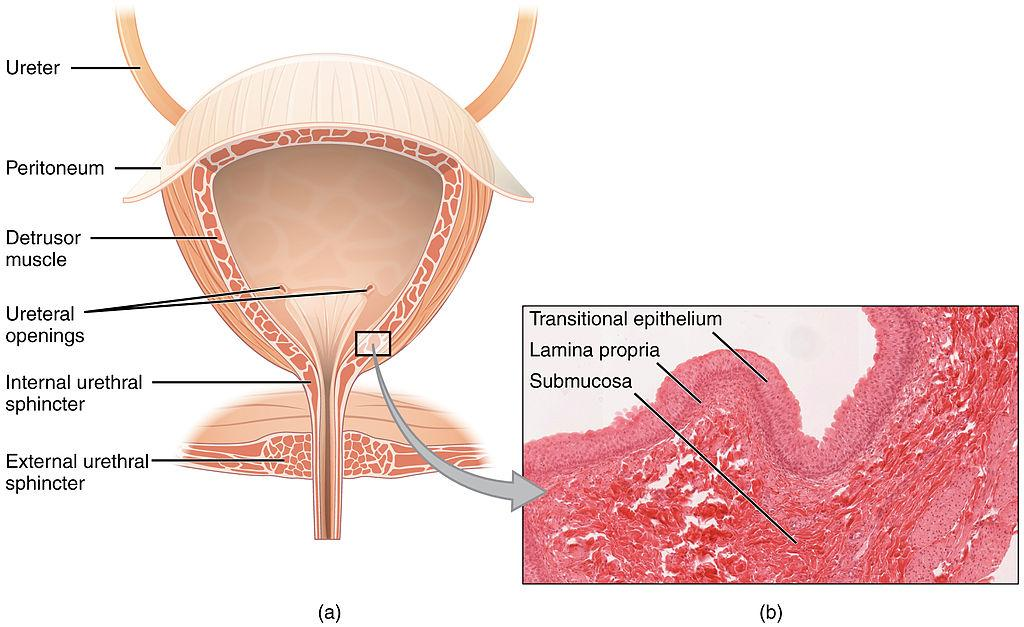 Ureter
Peritoneum
Detrusor
muscle
Ureteral
openings
Internal urethral
sphincter
External urethral
sphincter
Transitional epithelium
Lamina propria
Submucosa
(a)
(b)